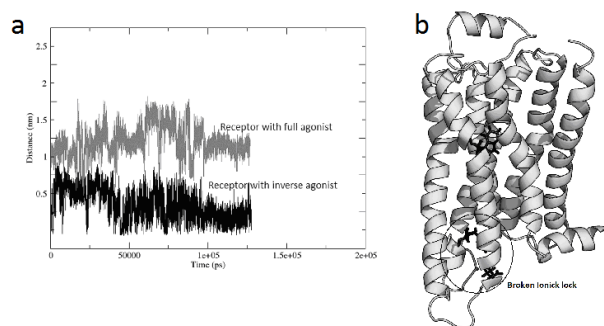 a
b
2.5
2
1.5
1
0.5
Distance (nm)
Receptor with full agonist
Receptor with inverse agonist
0 50000 1e+05 1.5e+05 2e+05
Time (ps)
Broken Ionick lock